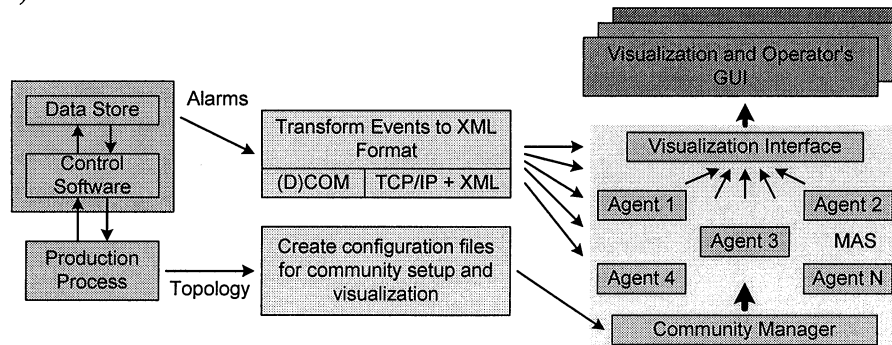 Visualization and Operator's
GUI
Data Store
Control
Software
Alarms
Transform Events to XML
Format
(D)COM
TCP/IP + XML
Visualization Interface
Agent 1
Agent 2
Agent 3
MAS
Agent 4
Agent N
Production
Process
Topology
Create configuration files
for community setup and
visualization
Community Manager